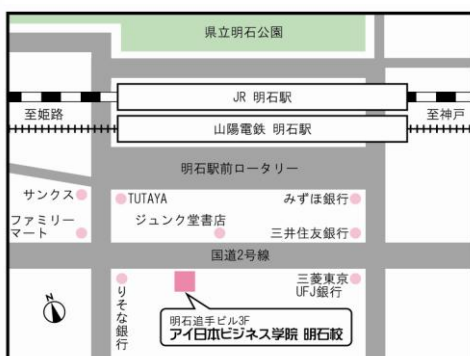 県立明石公園
JR 明石駅
至姫路
至神戸
山陽電鉄 明石駅
明石駅前ロータリー
サンクス
TUTAYA
みずほ銀行
ファミリー
マート
ジュンク堂書店
三井住友銀行
国道2号線
りそな銀行
三菱東京
UFJ銀行
N
明石追手ビル3F
アイ日本ビジネス学院 明石校